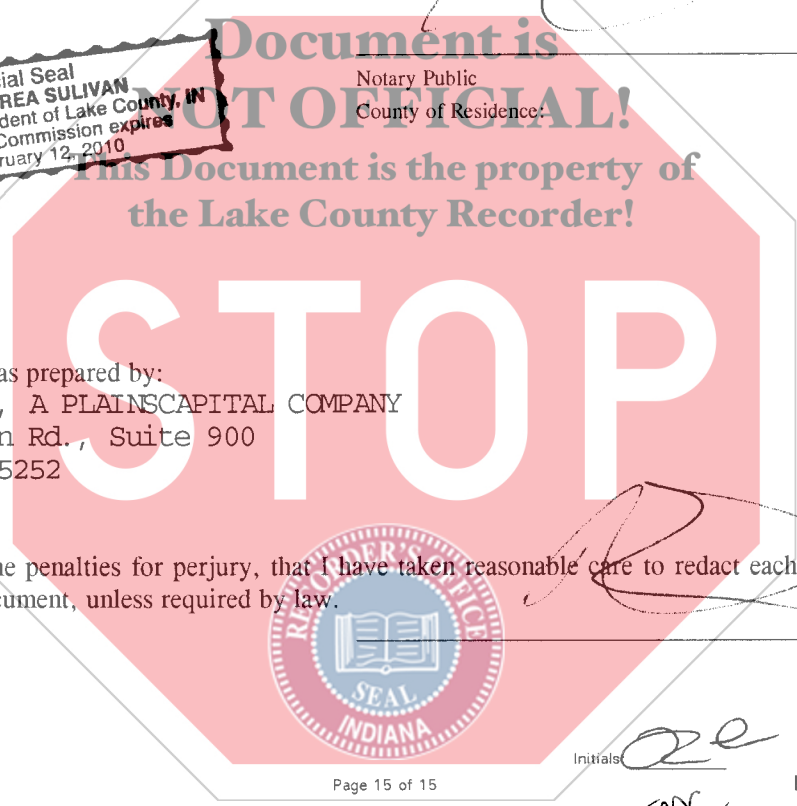 Document is
NOT OFFICIAL!
This Document is the property of
the Lake County Recorder!
STOP
ial Seal
REA SULIVAN
dent of Lake County, IN
Commission expires
ruary 12, 2010
Notary Public
County of Residence:
as prepared by:
, A PLAINSCAPITAL COMPANY
n Rd., Suite 900
5252
ne penalties for perjury, that I have taken reasonable care to redact each
cument, unless required by law.
RECORDER'S OFFICE
SEAL
INDIANA
Initials:
Page 15 of 15